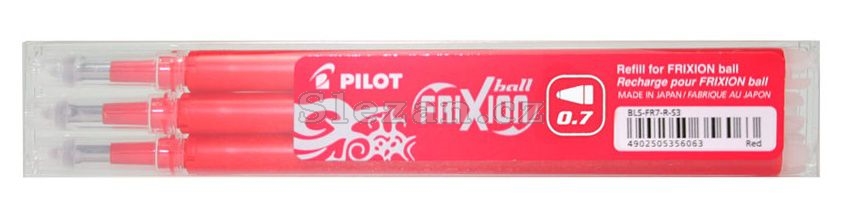 PILOT
ball
FRIXION
0.7
Refill for FRIXION ball
Recharge pour FRIXION ball
MADE IN JAPAN / FABRIQUE AU JAPON
BLS-FR7-R-S3
4902505356063 Red
Slezak.cz